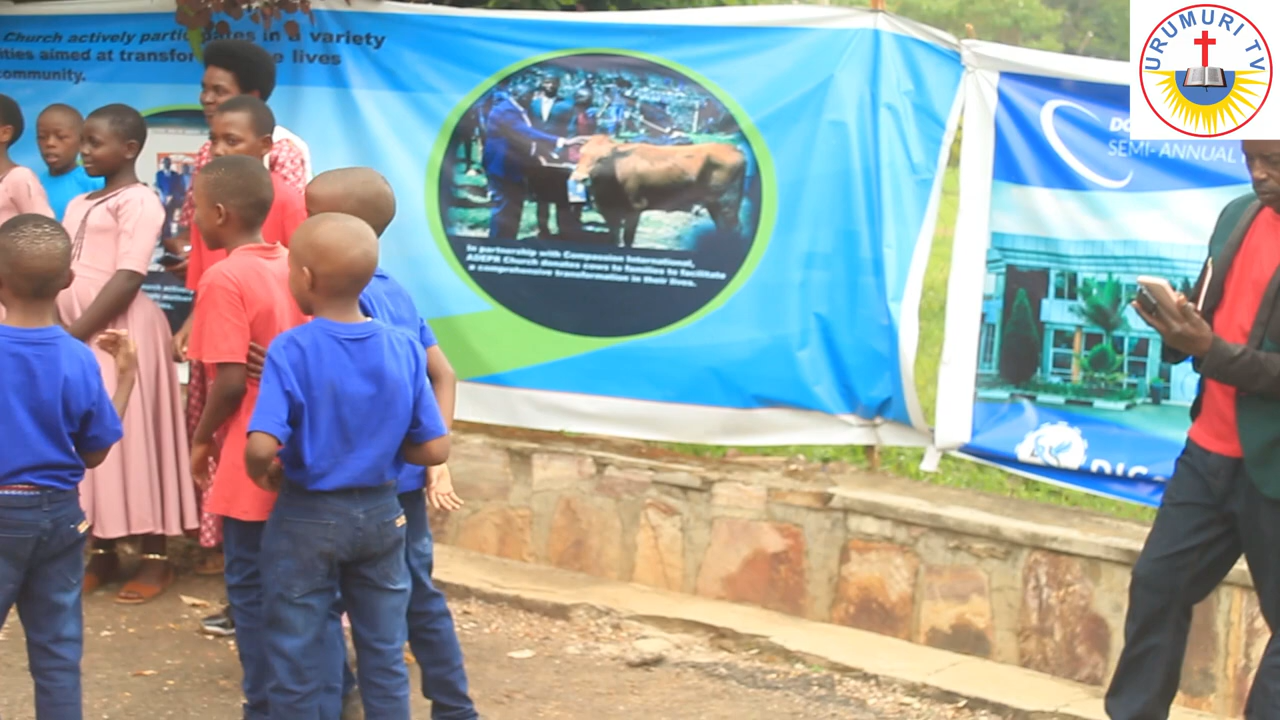 Church actively participates in a variety
ities aimed at transfor e lives
community.
In partnership with Compassion International,
ADEPR Church provide cows to families to facilitate
a comprehensive transformation in their lives.
URUMURI TV
SEMI- ANNUAL